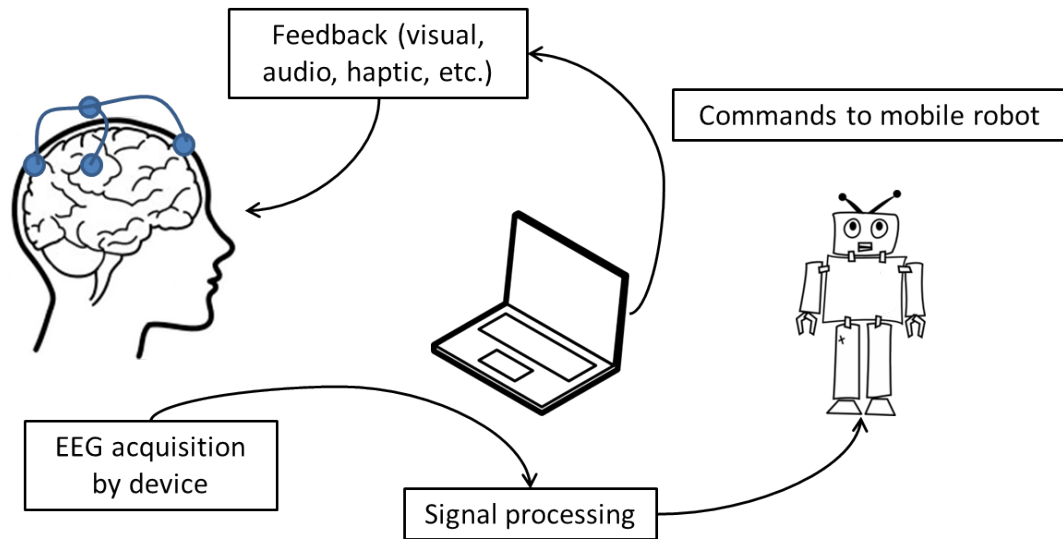 Feedback (visual,
audio, haptic, etc.)
Commands to mobile robot
EEG acquisition
by device
Signal processing